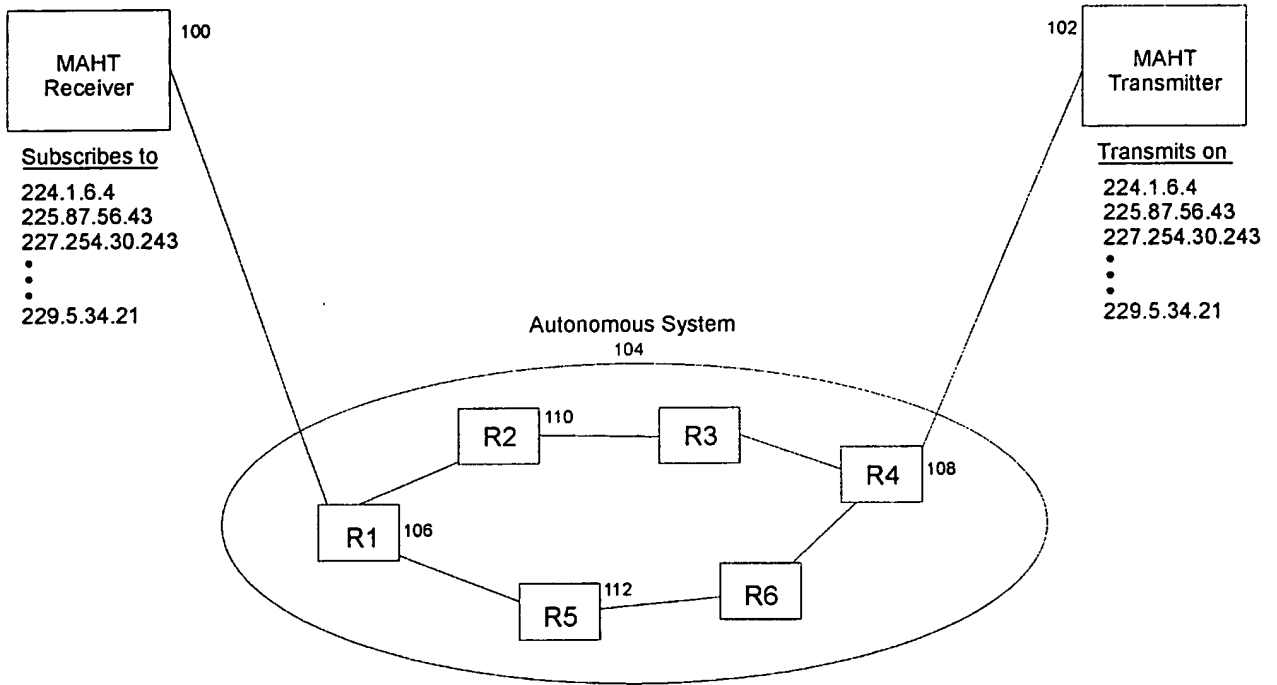 100
MAHT
Receiver
Subscribes to
224.1.6.4
225.87.56.43
227.254.30.243
229.5.34.21
102
MAHT
Transmitter
Transmits on
224.1.6.4
225.87.56.43
227.254.30.243
229.5.34.21
Autonomous System
104
R2
110
R3
R4
108
R1
106
R5
112
R6